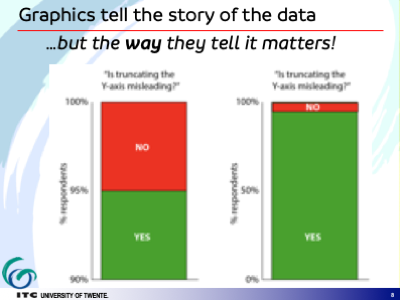 Graphics tell the story of the data
…but the way they tell it matters!
"Is truncating the
Y-axis misleading?"
100%
95%
90%
% respondents
NO
YES
"Is truncating the
Y-axis misleading?"
100%
50%
0%
% respondents
NO
YES
ITC UNIVERSITY OF TWENTE.
8